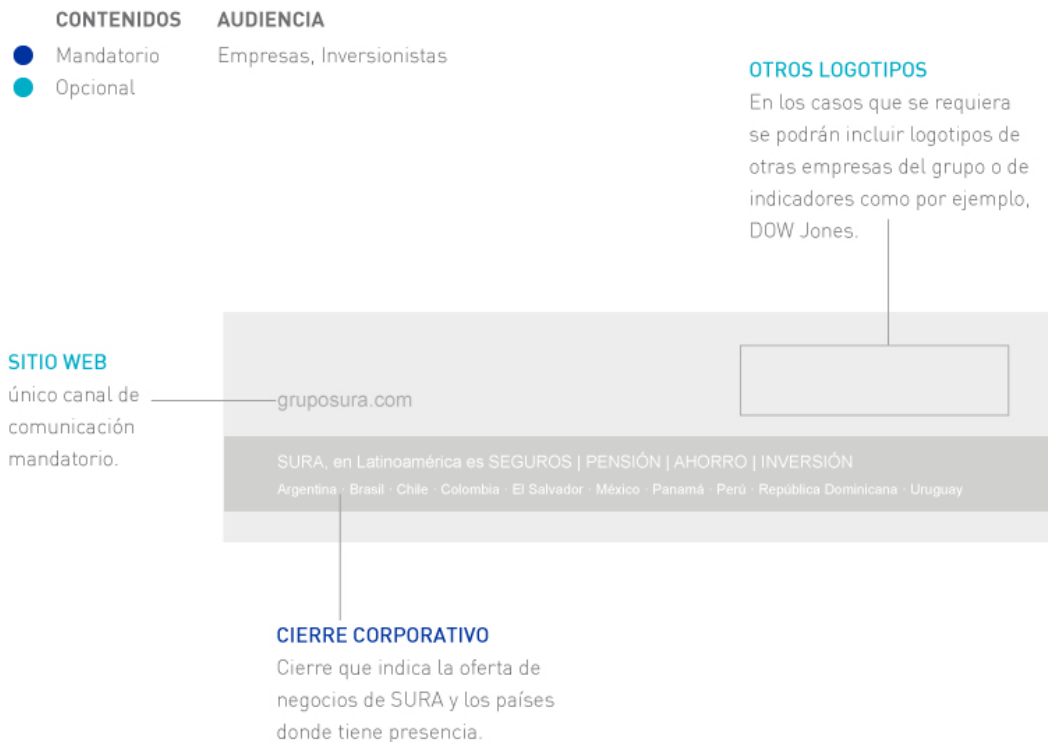 CONTENIDOS AUDIENCIA
Mandatorio Empresas, Inversionistas
Opcional
OTROS LOGOTIPOS
En los casos que se requiera
se podrán incluir logotipos de
otras empresas del grupo o de
indicadores como por ejemplo,
DOW Jones.
SITIO WEB
único canal de
comunicación
mandatorio.
gruposura.com
SURA, en Latinoamérica es SEGUROS | PENSIÓN | AHORRO | INVERSIÓN
Argentina · Brasil · Chile · Colombia · El Salvador · México · Panamá · Perú · República Dominicana · Uruguay
CIERRE CORPORATIVO
Cierre que indica la oferta de
negocios de SURA y los países
donde tiene presencia.